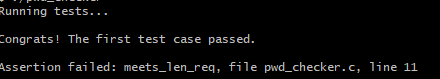 Running tests...
Congrats! The first test case passed.
Assertion failed: meets_len_req, file pwd_checker.c, line 11